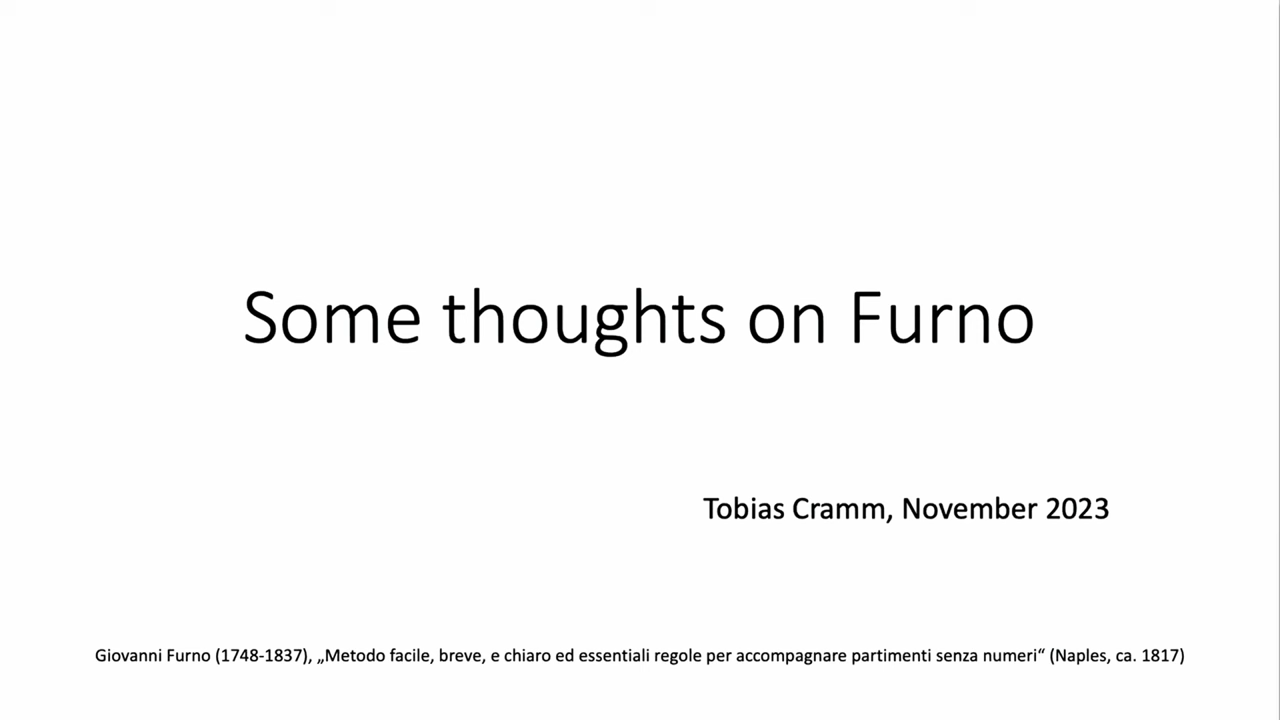 Some thoughts on Furno
Tobias Cramm, November 2023
Giovanni Furno (1748-1837), „Metodo facile, breve, e chiaro ed essentiali regole per accompagnare partimenti senza numeri“ (Naples, ca. 1817)